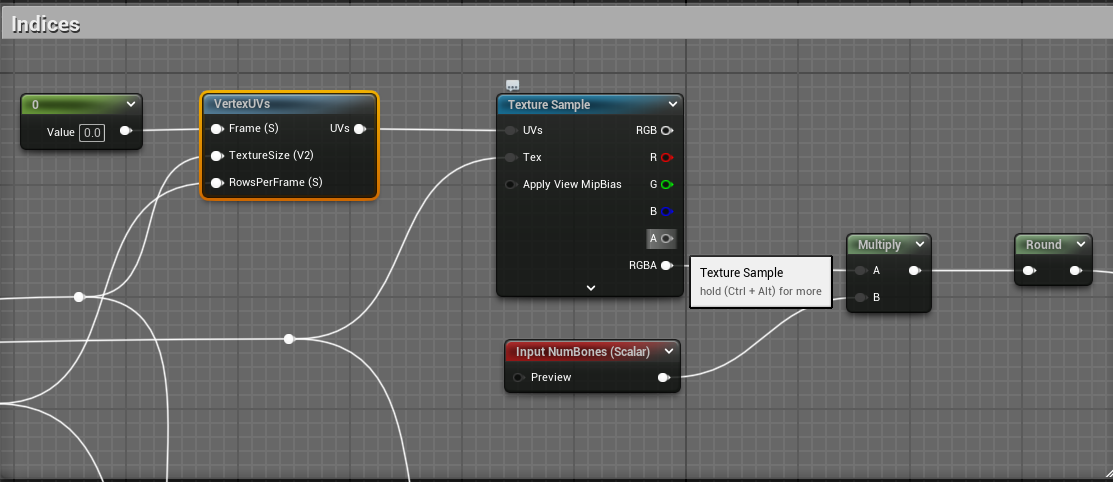 Indices
0
Value 0.0
VertexUVs
Frame (S) UVs
TextureSize (V2)
RowsPerFrame (S)
Texture Sample
UVs RGB
Tex R
Apply View MipBias G
B
A
RGBA
Texture Sample
hold (Ctrl + Alt) for more
Input NumBones (Scalar)
Preview
Multiply
A
B
Round